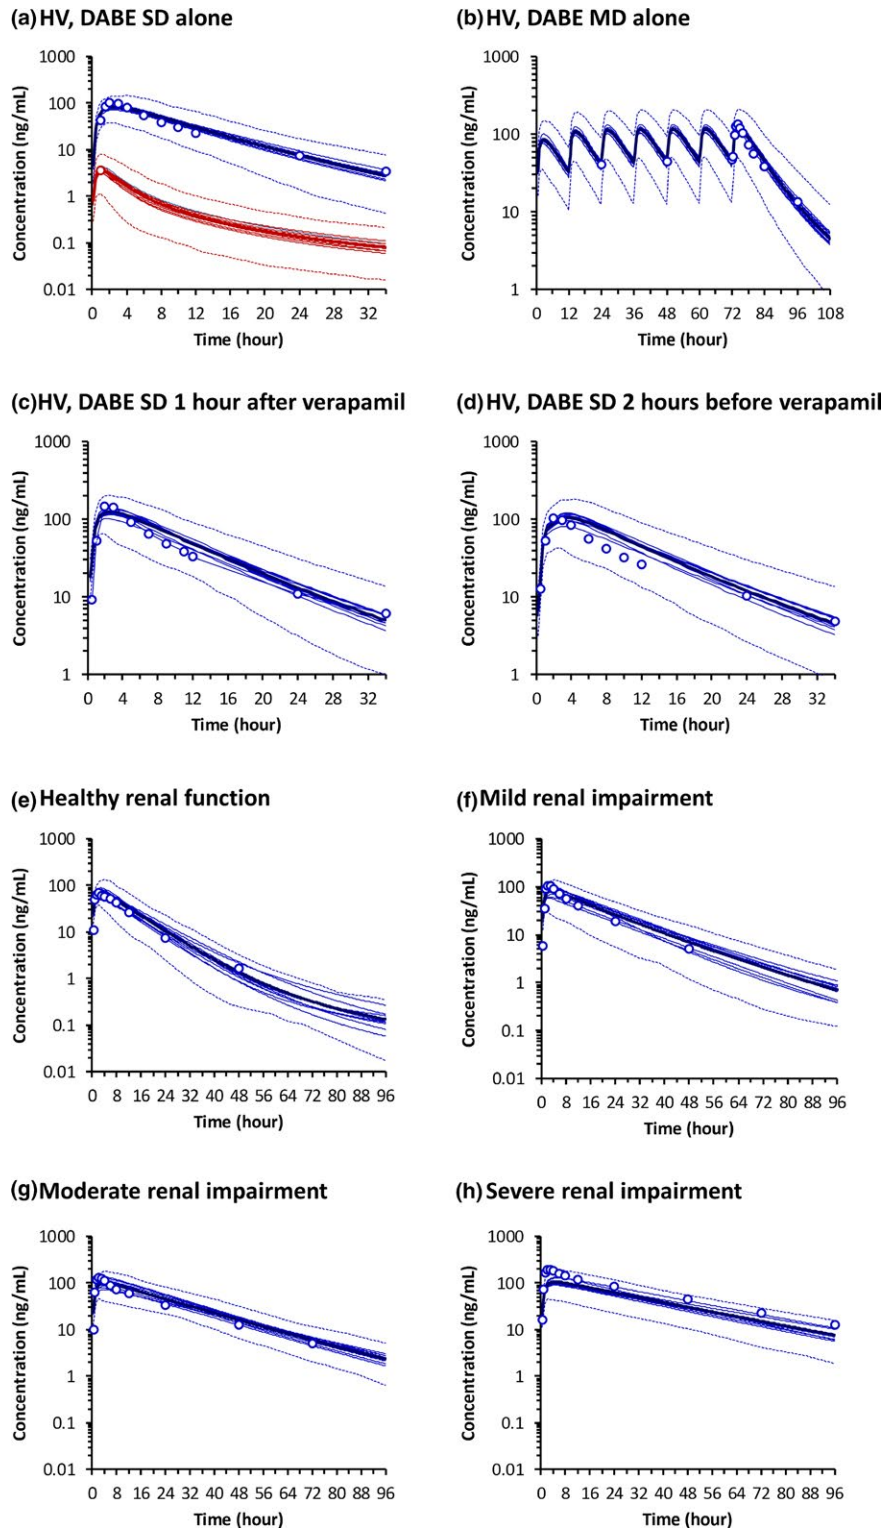 (a) HV, DABE SD alone
1000
100
10
1
0.1
0.01
Concentration (ng/mL)
0 4 8 12 16 20 24 28 32
Time (hour)
(b) HV, DABE MD alone
1000
100
10
1
Concentration (ng/mL)
0 12 24 36 48 60 72 84 96 108
Time (hour)
(c) HV, DABE SD 1 hour after verapamil
1000
100
10
1
Concentration (ng/mL)
0 4 8 12 16 20 24 28 32
Time (hour)
(d) HV, DABE SD 2 hours before verapamil
1000
100
10
1
Concentration (ng/mL)
0 4 8 12 16 20 24 28 32
Time (hour)
(e) Healthy renal function
1000
100
10
1
0.1
0.01
Concentration (ng/mL)
0 8 16 24 32 40 48 56 64 72 80 88 96
Time (hour)
(f) Mild renal impairment
1000
100
10
1
0.1
0.01
Concentration (ng/mL)
0 8 16 24 32 40 48 56 64 72 80 88 96
Time (hour)
(g) Moderate renal impairment
1000
100
10
1
0.1
0.01
Concentration (ng/mL)
0 8 16 24 32 40 48 56 64 72 80 88 96
Time (hour)
(h) Severe renal impairment
1000
100
10
1
0.1
0.01
Concentration (ng/mL)
0 8 16 24 32 40 48 56 64 72 80 88 96
Time (hour)